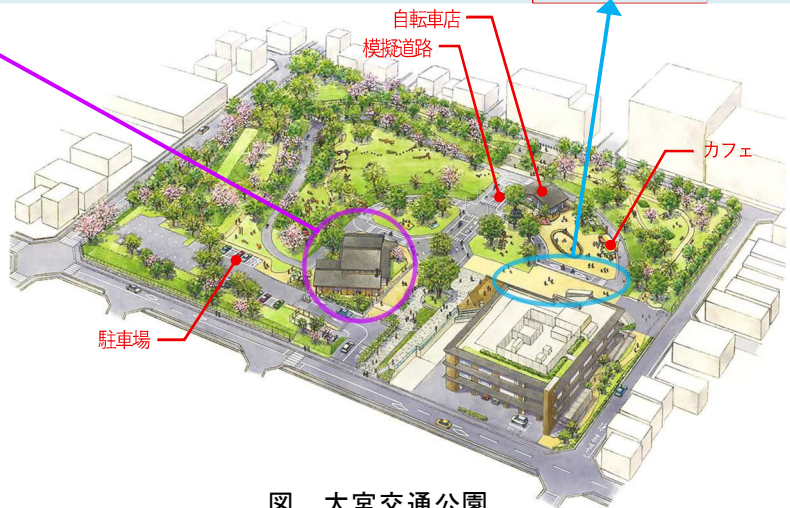 自転車店
模擬道路
カフェ
駐車場
図 大宮交通公園